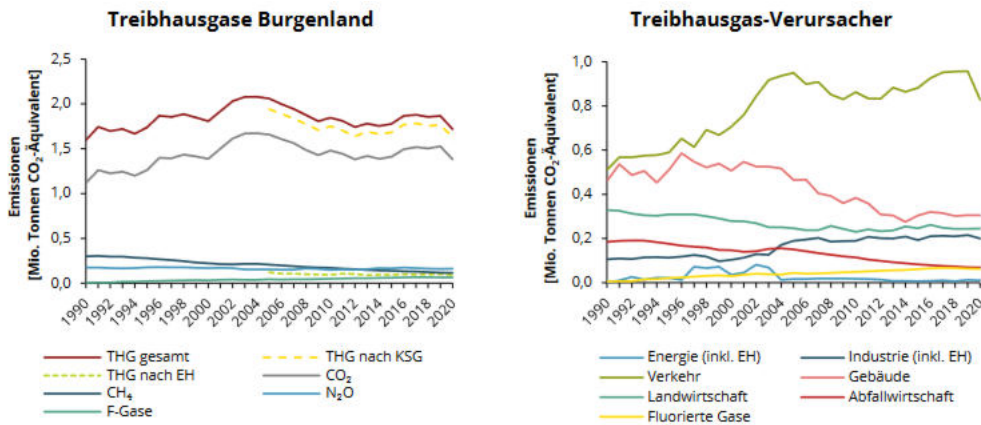 Treibhausgase Burgenland
Emissionen
[Mio. Tonnen CO₂-Äquivalent]
2,5
2,0
1,5
1,0
0,5
0,0
1990
1992
1994
1996
1998
2000
2002
2004
2006
2008
2010
2012
2014
2016
2018
2020
THG gesamt
THG nach KSG
THG nach EH
CO₂
CH₄
N₂O
F-Gase
Treibhausgas-Verursacher
Emissionen
[Mio. Tonnen CO₂-Äquivalent]
1,0
0,8
0,6
0,4
0,2
0,0
1990
1992
1994
1996
1998
2000
2002
2004
2006
2008
2010
2012
2014
2016
2018
2020
Energie (inkl. EH)
Industrie (inkl. EH)
Verkehr
Gebäude
Landwirtschaft
Abfallwirtschaft
Fluorierte Gase